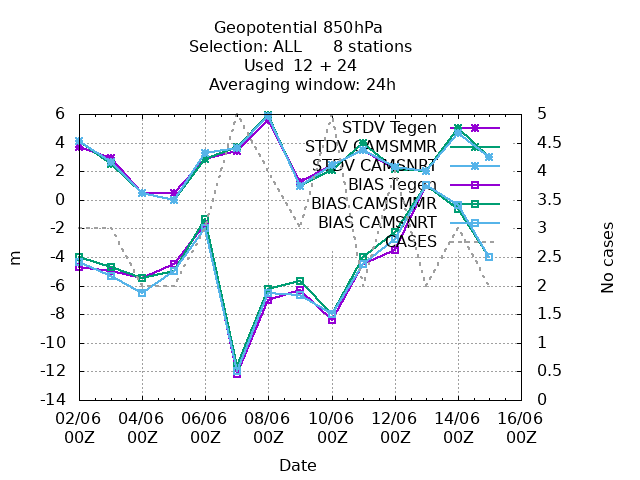 Geopotential 850hPa
Selection: ALL 8 stations
Used 12 + 24
Averaging window: 24h
6 5
4 4.5
2 4
0 3.5
-2 3
-4 2.5
-6 2
-8 1.5
-10 1
-12 0.5
-14 0
STDV Tegen
STDV CAMSMMR
STDV CAMSNRT
BIAS Tegen
BIAS CAMSMMR
BIAS CAMSNRT
CASES
m
No cases
02/06 04/06 06/06 08/06 10/06 12/06 14/06 16/06
00Z 00Z 00Z 00Z 00Z 00Z 00Z 00Z
Date